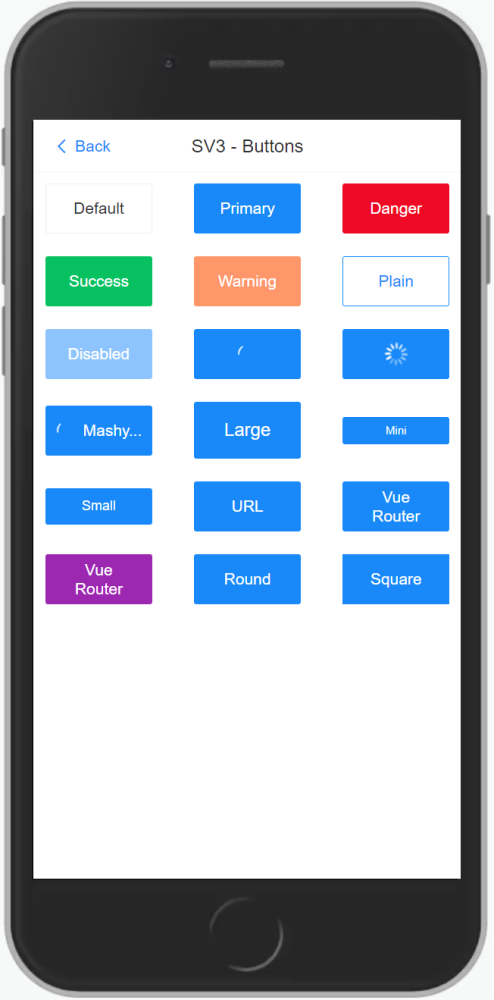 Back
SV3 - Buttons
Default
Primary
Danger
Success
Warning
Plain
Disabled
Mashy...
Large
Mini
Small
URL
Vue
Router
Vue
Router
Round
Square